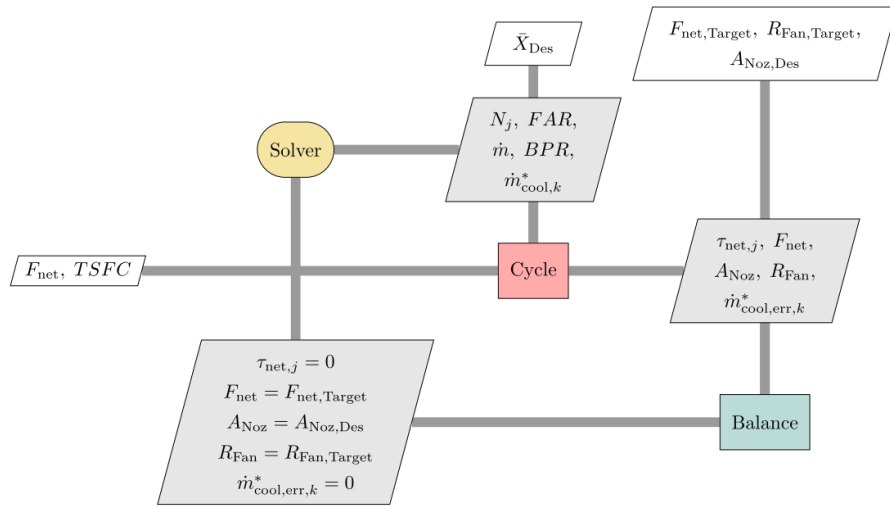 X̄_Des
F_net,Target, R_Fan,Target,
A_Noz,Des
Solver
N_j, FAR,
ṁ, BPR,
ṁ*_cool,k
F_net, TSFC
Cycle
τ_net,j, F_net,
A_Noz, R_Fan,
ṁ*_cool,err,k
τ_net,j = 0
F_net = F_net,Target
A_Noz = A_Noz,Des
R_Fan = R_Fan,Target
ṁ*_cool,err,k = 0
Balance